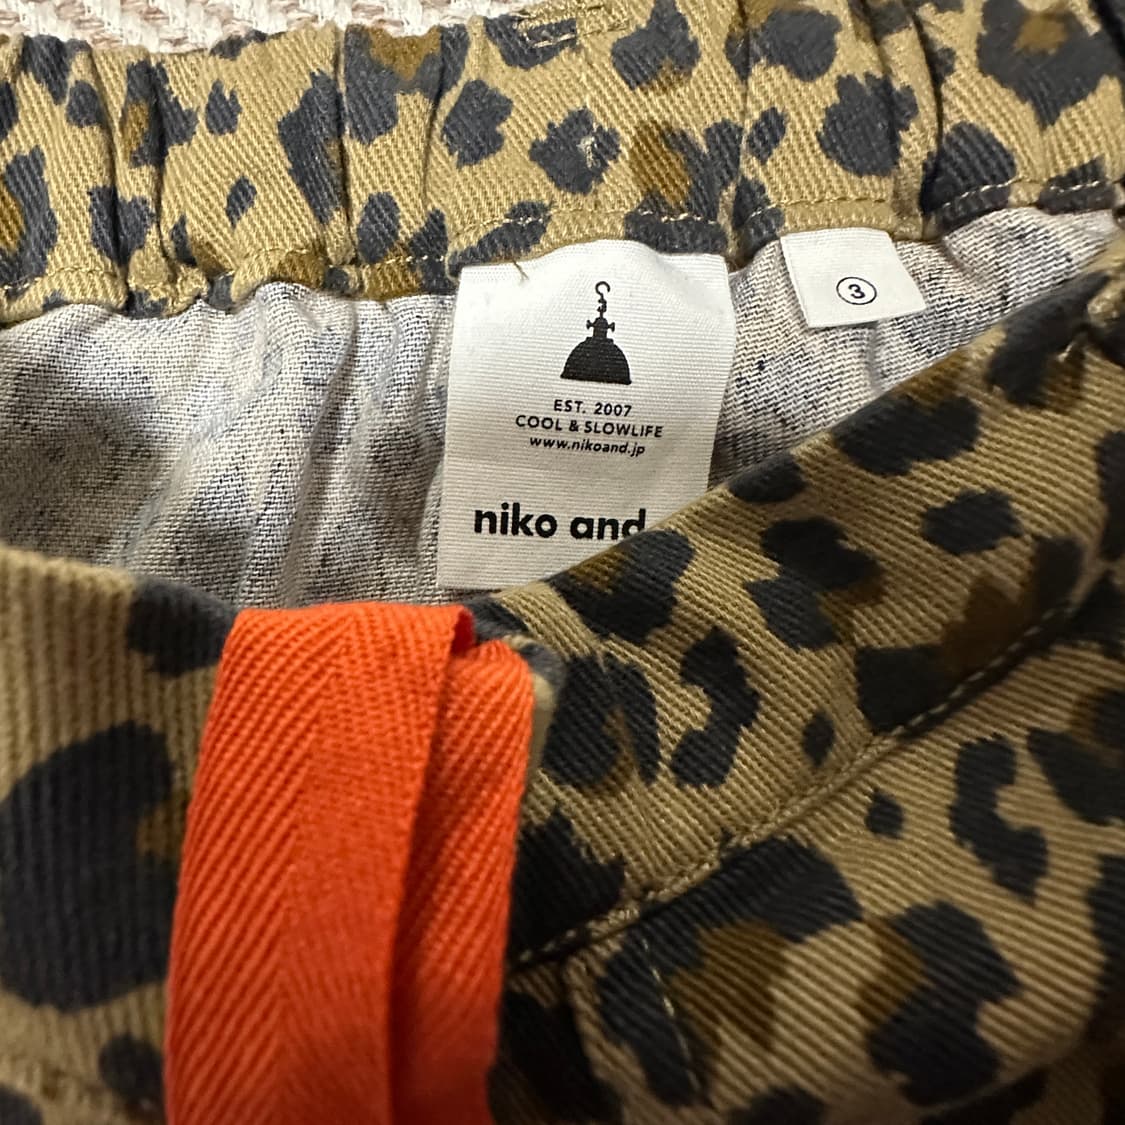 ③
EST. 2007
COOL & SLOWLIFE
www.nikoand.jp
niko and